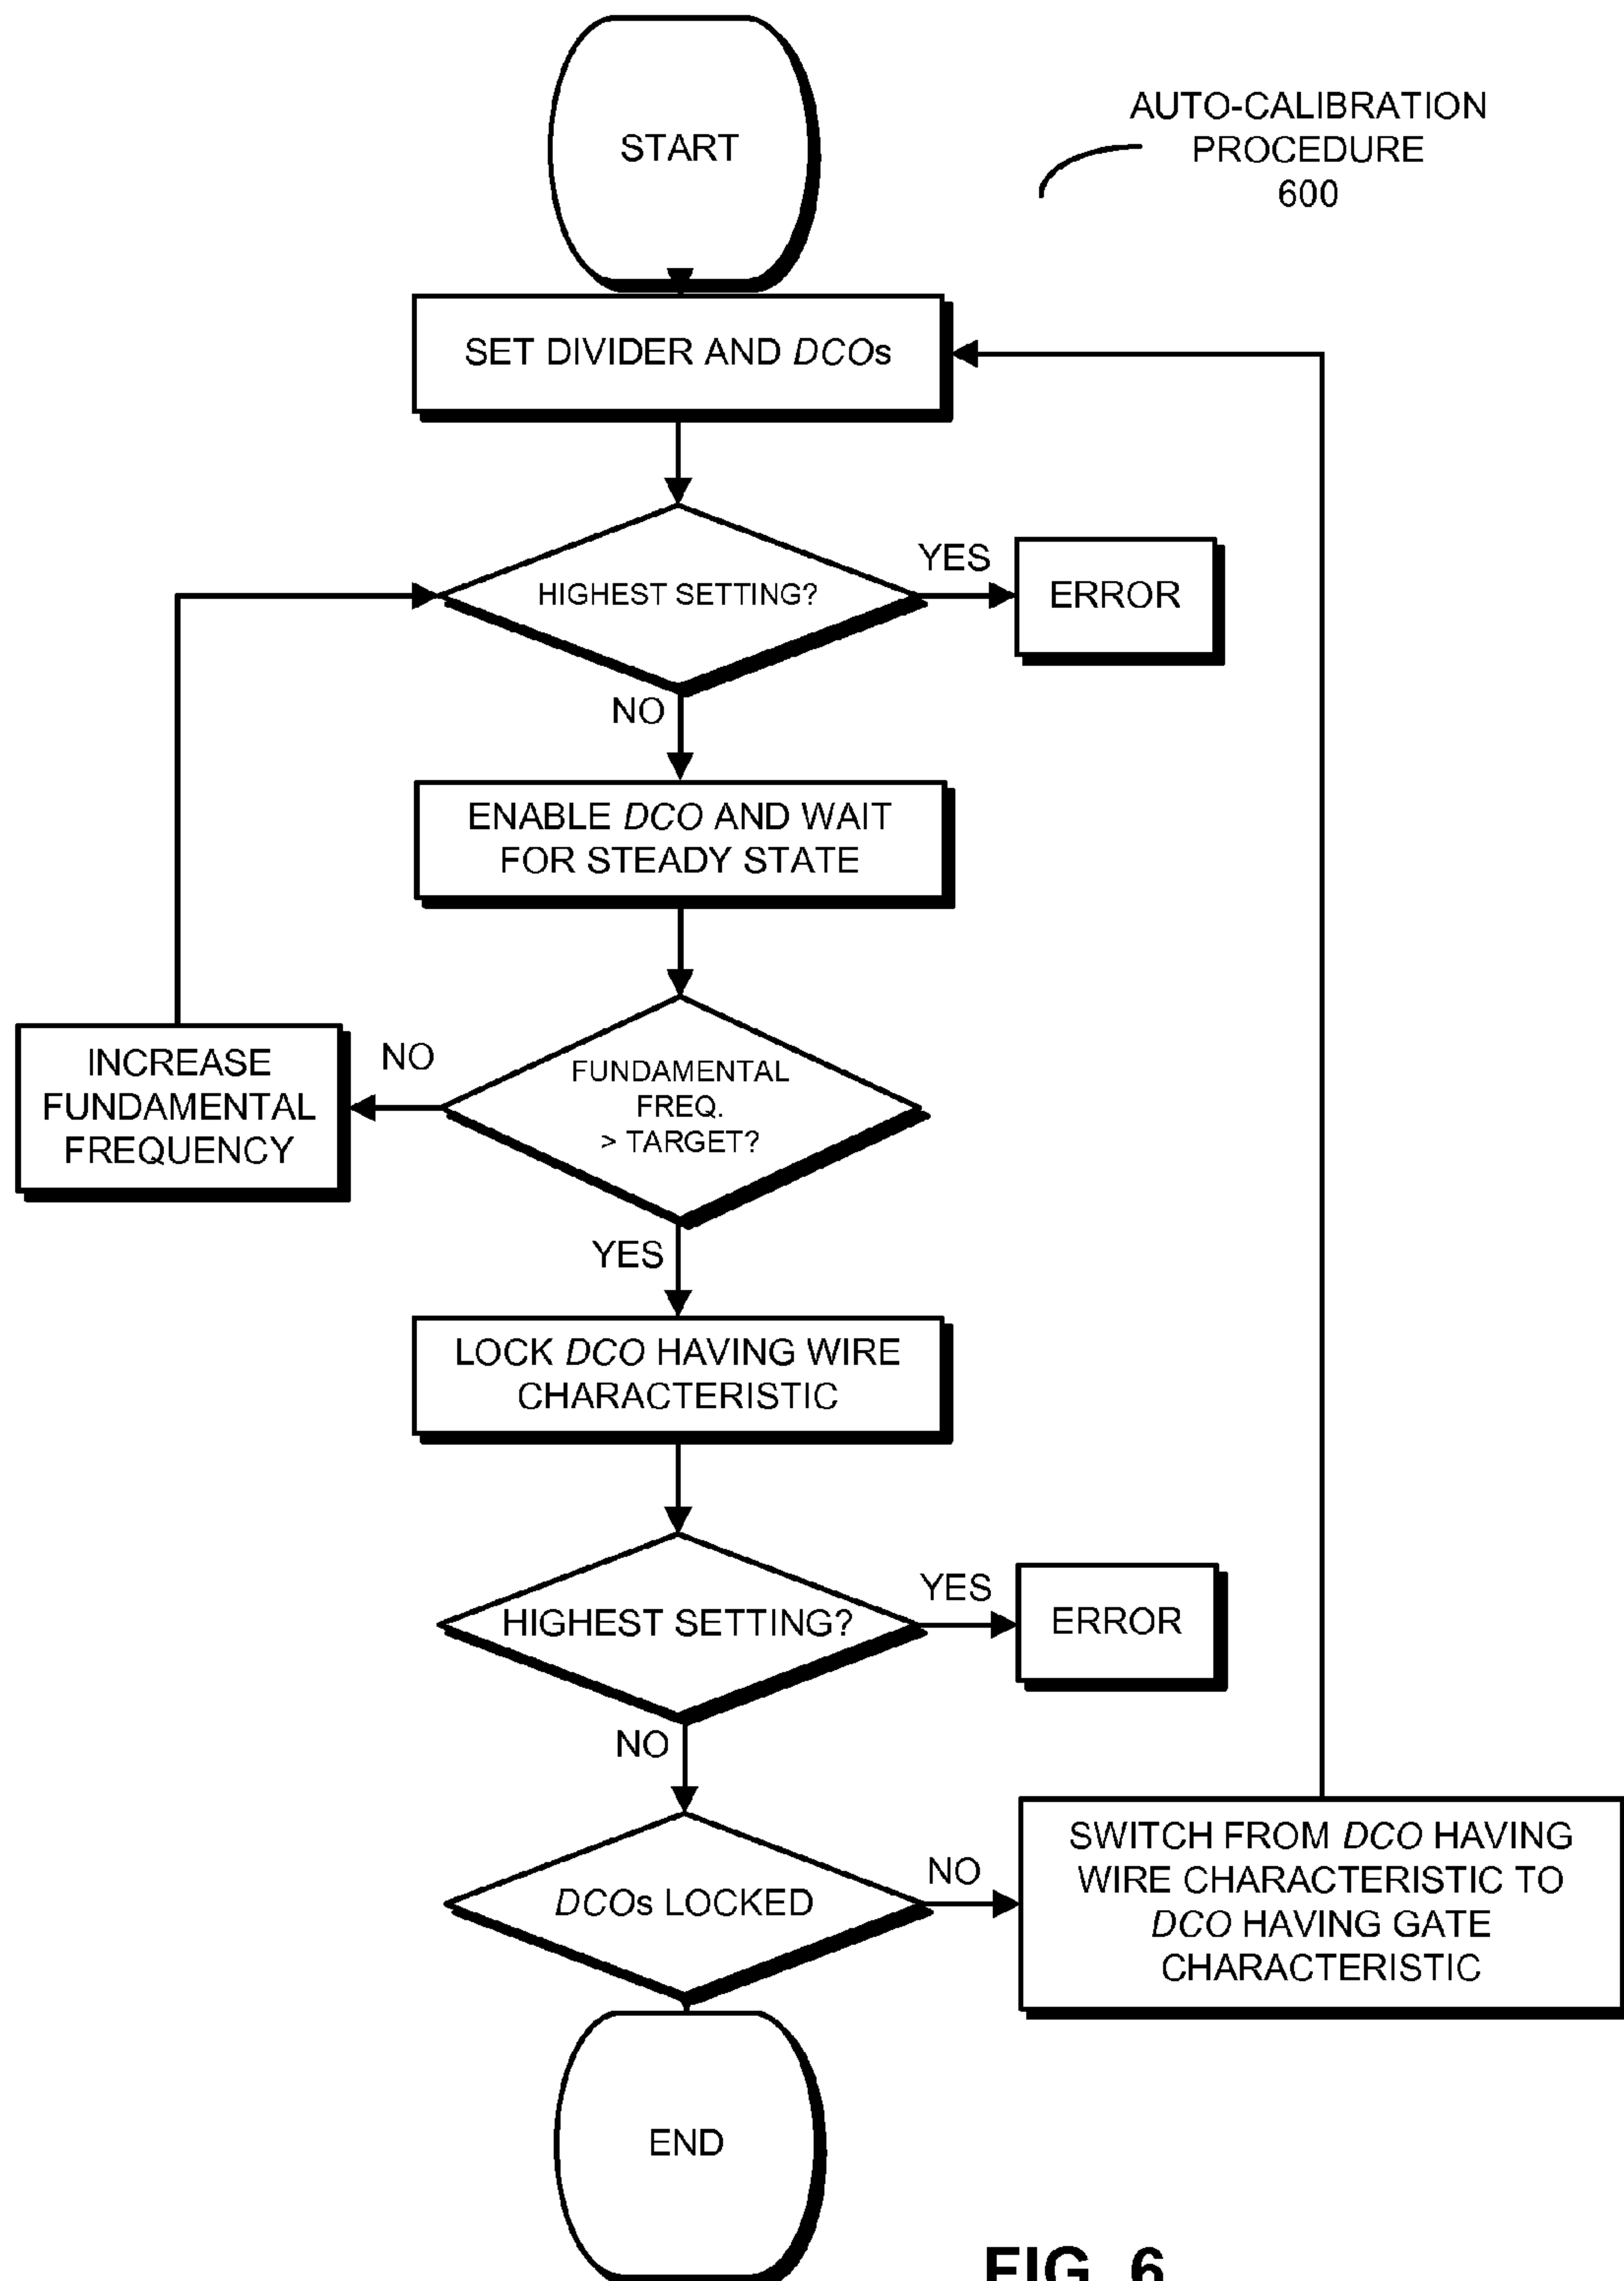 START
AUTO-CALIBRATION
PROCEDURE
600
SET DIVIDER AND DCOs
HIGHEST SETTING?
YES
ERROR
NO
ENABLE DCO AND WAIT
FOR STEADY STATE
INCREASE
FUNDAMENTAL
FREQUENCY
NO
FUNDAMENTAL
FREQ.
> TARGET?
YES
LOCK DCO HAVING WIRE
CHARACTERISTIC
HIGHEST SETTING?
YES
ERROR
NO
DCOs LOCKED
NO
SWITCH FROM DCO HAVING
WIRE CHARACTERISTIC TO
DCO HAVING GATE
CHARACTERISTIC
END
FIG. 6